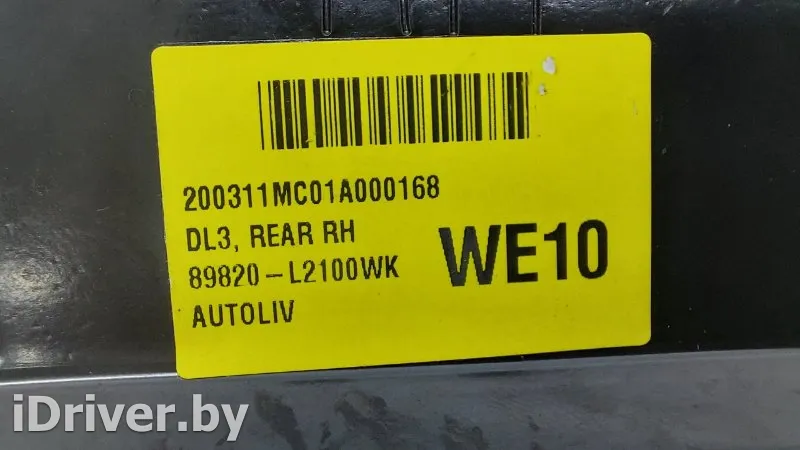 200311MC01A000168
DL3, REAR RH
89820-L2100WK
WE10
AUTOLIV
iDriver.by